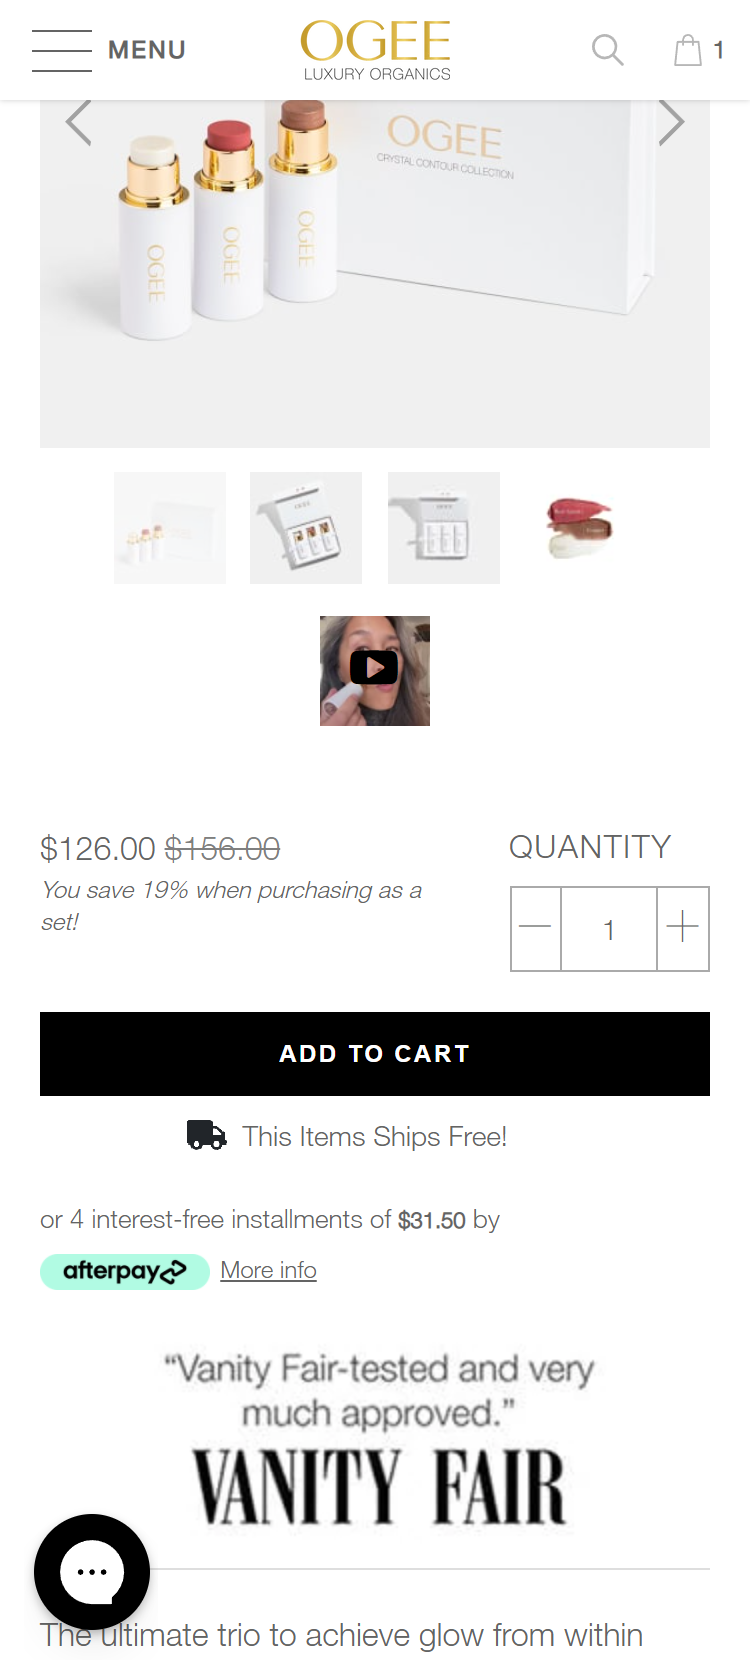 MENU
OGEE
LUXURY ORGANICS
1
OGEE
CRYSTAL CONTOUR COLLECTION
OGEE
OGEE
OGEE
$126.00 $156.00
You save 19% when purchasing as a
set!
QUANTITY
1
ADD TO CART
This Items Ships Free!
or 4 interest-free installments of $31.50 by
afterpay More info
“Vanity Fair-tested and very
much approved.”
VANITY FAIR
The ultimate trio to achieve glow from within